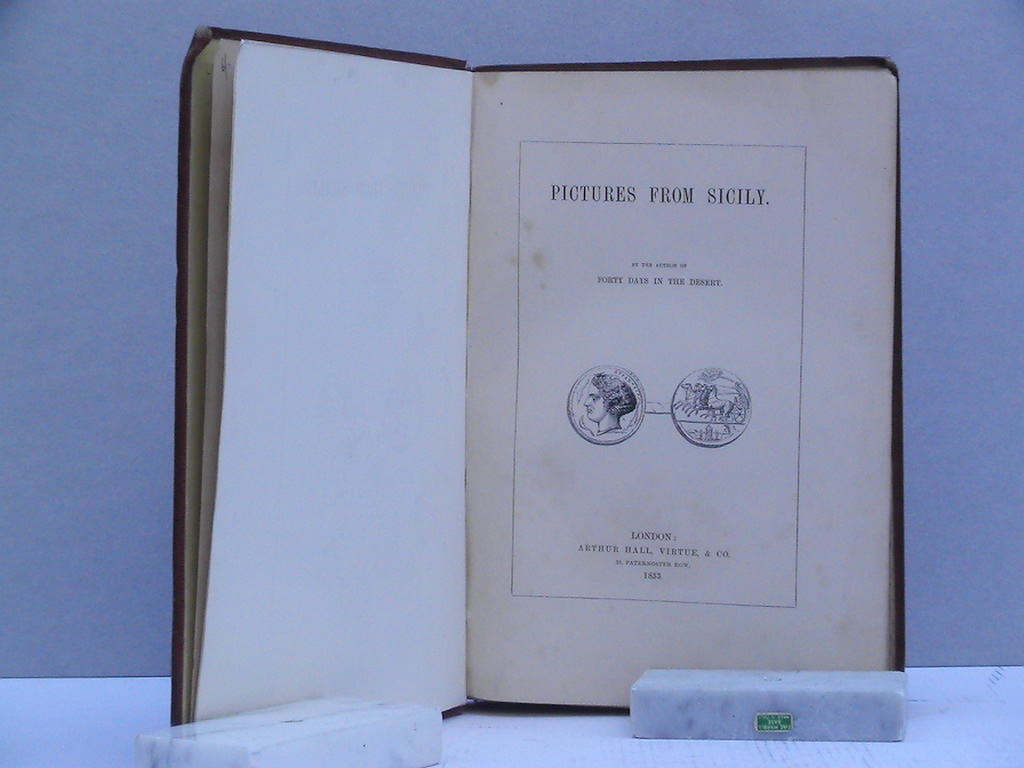 PICTURES FROM SICILY.
BY THE AUTHOR OF
FORTY DAYS IN THE DESERT.
LONDON:
ARTHUR HALL, VIRTUE, & CO.
25, PATERNOSTER ROW.
1853